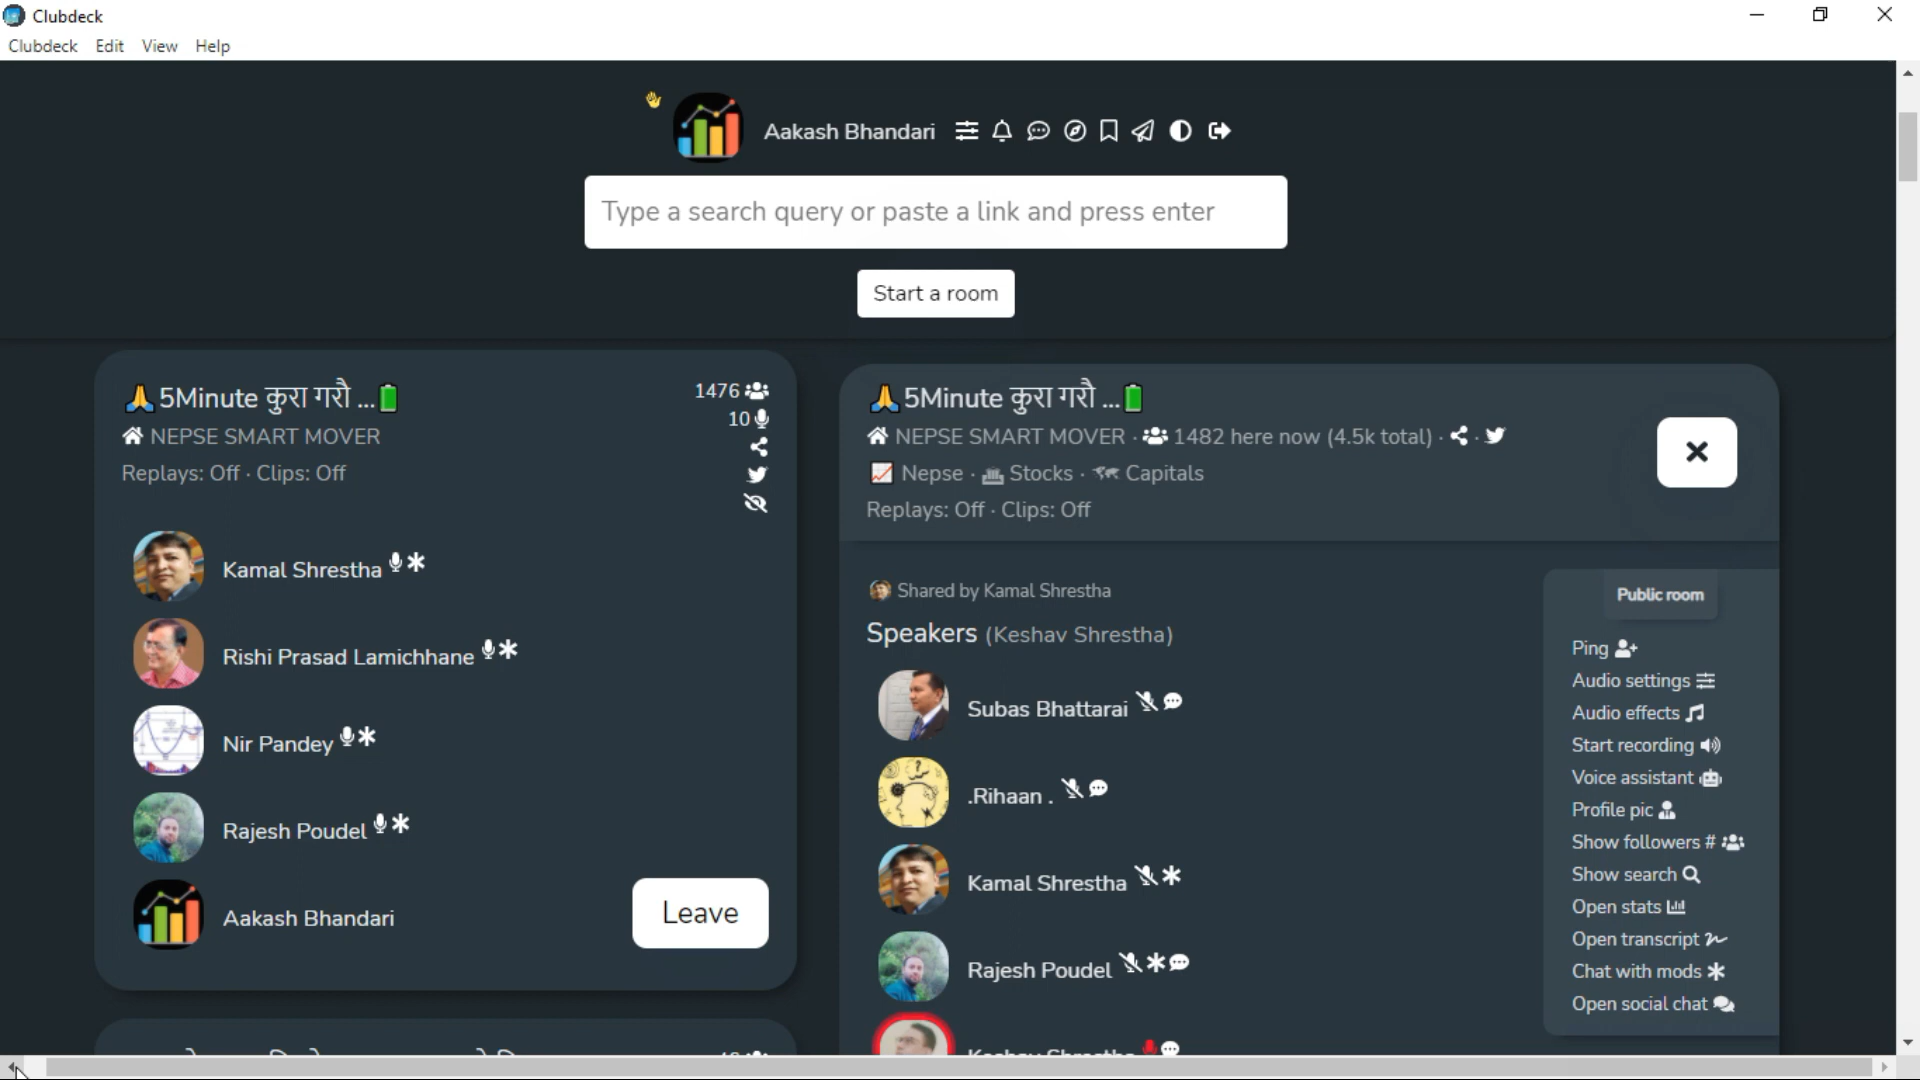 Clubdeck
Clubdeck Edit View Help
Aakash Bhandari
Type a search query or paste a link and press enter
Start a room
🙏5Minute कुरा गरौ ...🔋
1476
10
NEPSE SMART MOVER
Replays: Off · Clips: Off
Kamal Shrestha
Rishi Prasad Lamichhane
Nir Pandey
Rajesh Poudel
Aakash Bhandari
Leave
🙏5Minute कुरा गरौ ...🔋
NEPSE SMART MOVER · 1482 here now (4.5k total) · ·
Nepse · Stocks · Capitals
Replays: Off · Clips: Off
Shared by Kamal Shrestha
Speakers (Keshav Shrestha)
Subas Bhattarai
.Rihaan .
Kamal Shrestha
Rajesh Poudel
Keshav Shrestha
Public room
Ping
Audio settings
Audio effects
Start recording
Voice assistant
Profile pic
Show followers #
Show search
Open stats
Open transcript
Chat with mods
Open social chat